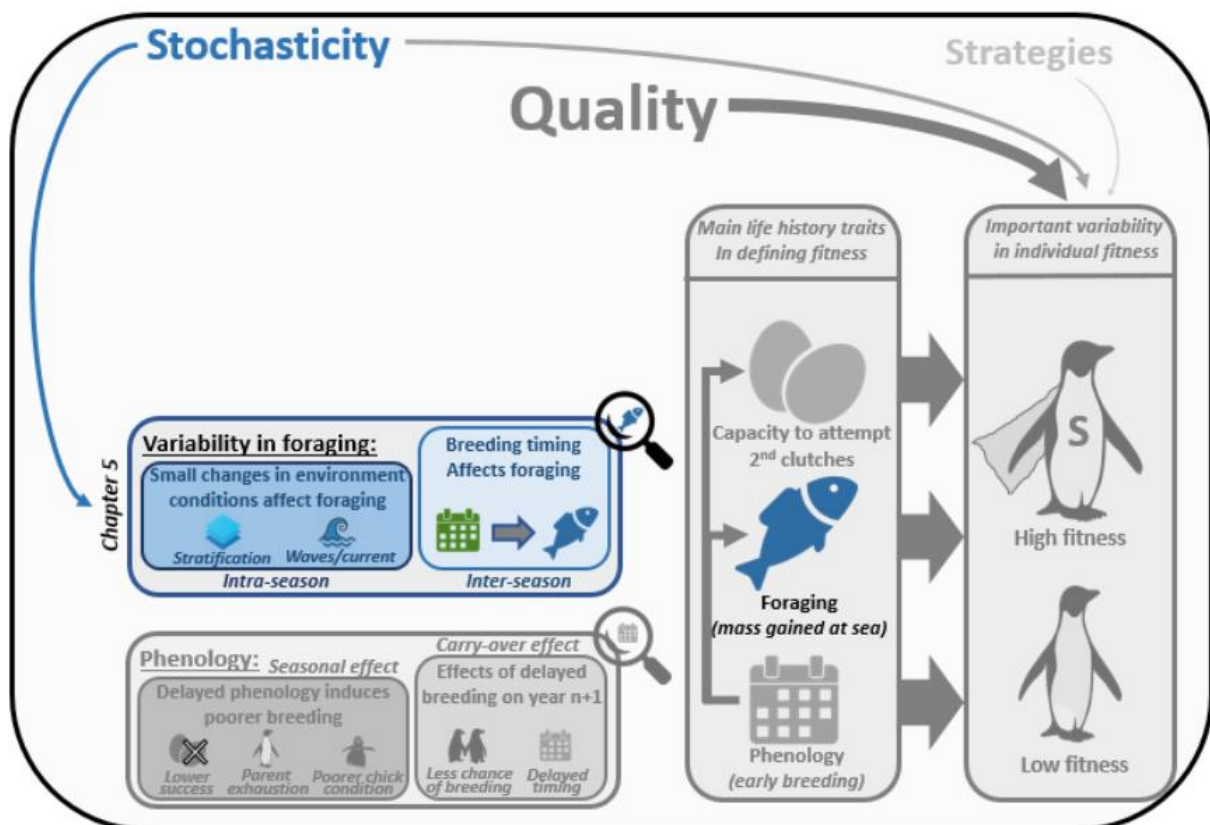 Stochasticity
Strategies
Quality
Main life history traits
In defining fitness
Important variability
in individual fitness
Capacity to attempt
2nd clutches
Foraging
(mass gained at sea)
Phenology
(early breeding)
S
High fitness
Low fitness
Chapter 5
Variability in foraging:
Small changes in environment
conditions affect foraging
Stratification
Waves/current
Intra-season
Breeding timing
Affects foraging
Inter-season
Phenology:
Seasonal effect
Delayed phenology induces
poorer breeding
Lower
success
Parent
exhaustion
Poorer chick
condition
Carry-over effect
Effects of delayed
breeding on year n+1
Less chance
of breeding
Delayed
timing